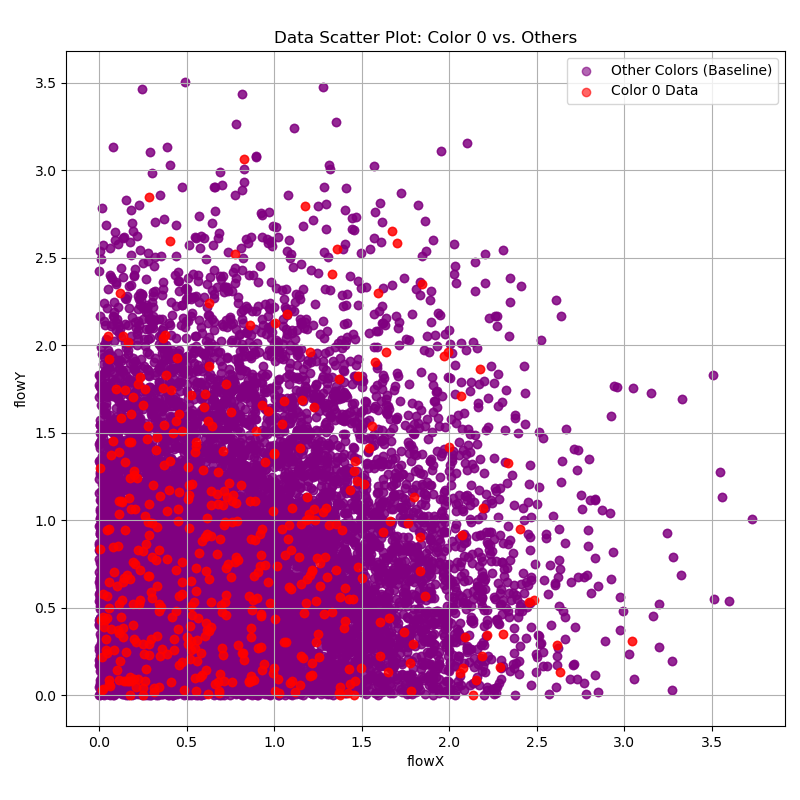 Data Scatter Plot: Color 0 vs. Others
Other Colors (Baseline)
Color 0 Data
flowY
3.5
3.0
2.5
2.0
1.5
1.0
0.5
0.0
0.0 0.5 1.0 1.5 2.0 2.5 3.0 3.5
flowX